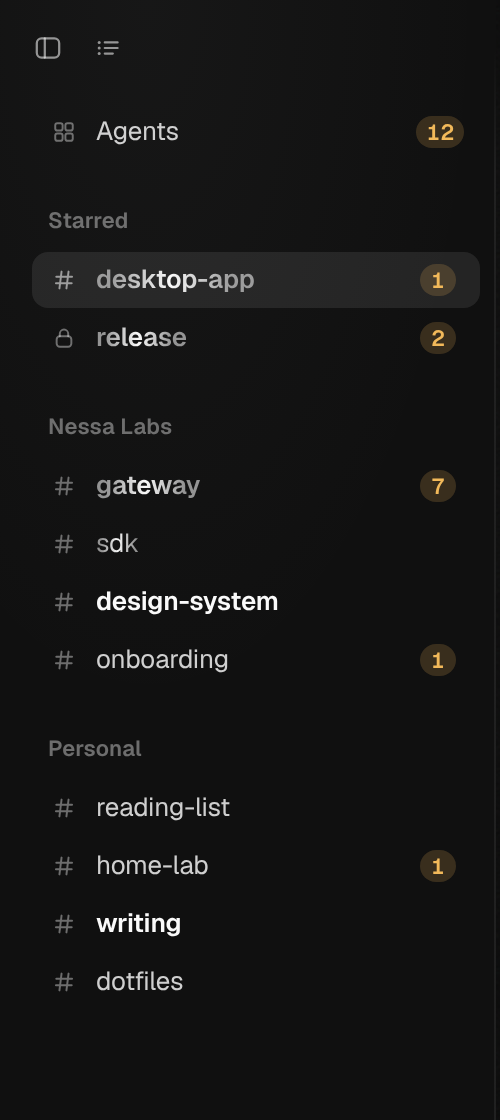 Agents 12
Starred
# desktop-app 1
release 2
Nessa Labs
# gateway 7
# sdk
# design-system
# onboarding 1
Personal
# reading-list
# home-lab 1
# writing
# dotfiles